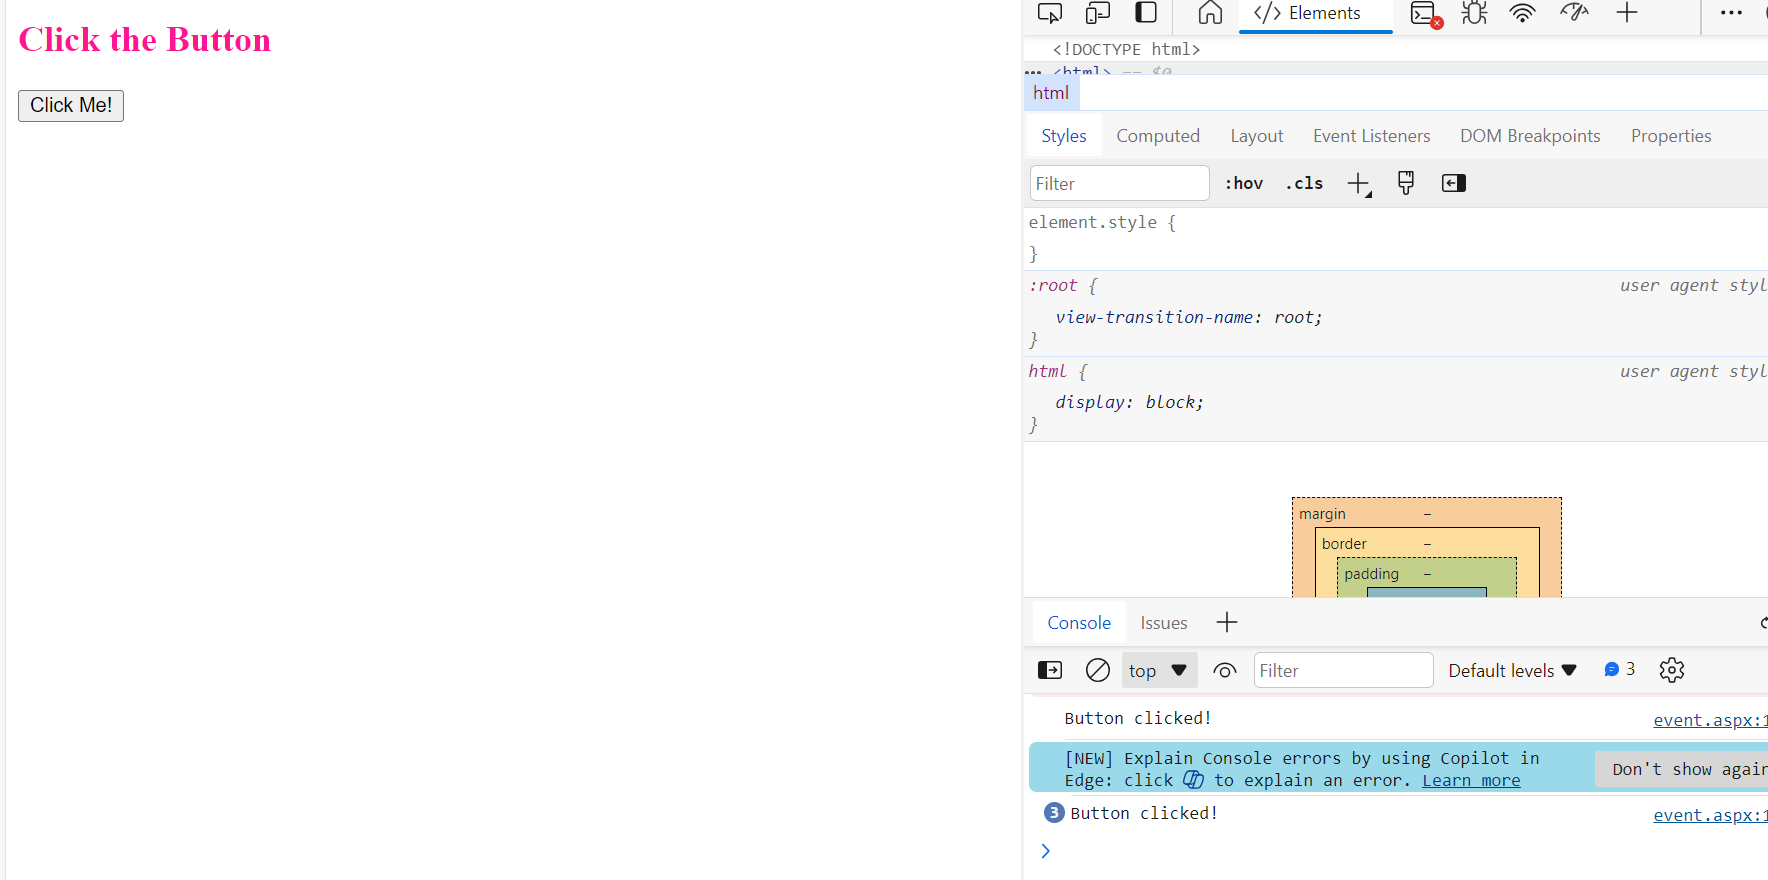 Click the Button
Click Me!
Elements
<!DOCTYPE html>
<html> == $0
html
Styles Computed Layout Event Listeners DOM Breakpoints Properties
Filter :hov .cls
element.style {
}
:root { user agent styl
view-transition-name: root;
}
html { user agent styl
display: block;
}
margin –
border –
padding –
Console Issues
top Filter Default levels 3
Button clicked! event.aspx:1
[NEW] Explain Console errors by using Copilot in
Edge: click to explain an error. Learn more
Don't show again
3 Button clicked! event.aspx:1